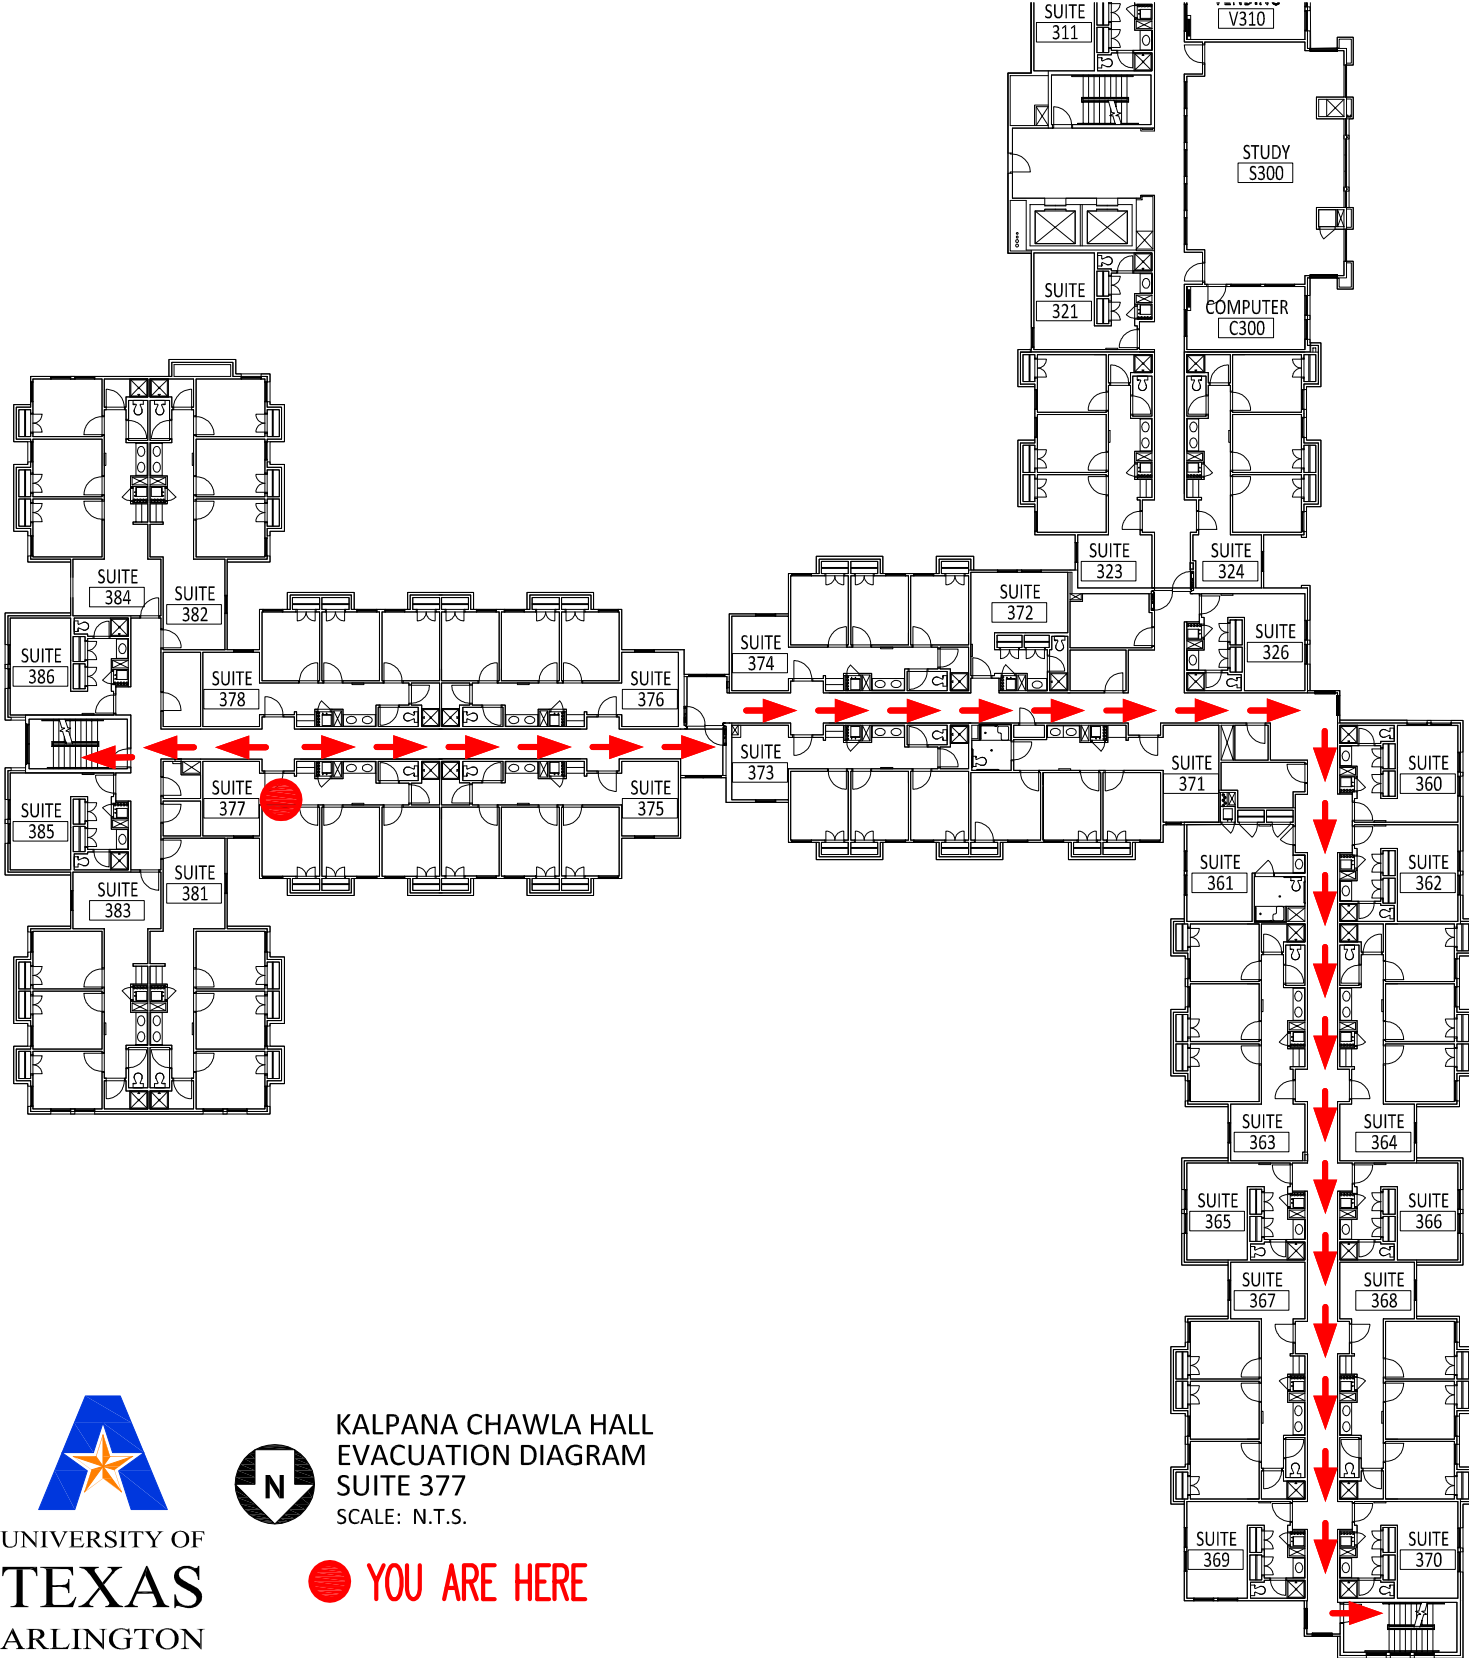 SUITE
311
VENDING
V310
STUDY
S300
SUITE
321
COMPUTER
C300
SUITE
323
SUITE
324
SUITE
384
SUITE
382
SUITE
372
SUITE
326
SUITE
386
SUITE
378
SUITE
376
SUITE
374
SUITE
385
SUITE
377
SUITE
375
SUITE
373
SUITE
371
SUITE
360
SUITE
383
SUITE
381
SUITE
361
SUITE
362
SUITE
363
SUITE
364
SUITE
365
SUITE
366
SUITE
367
SUITE
368
SUITE
369
SUITE
370
N
KALPANA CHAWLA HALL
EVACUATION DIAGRAM
SUITE 377
SCALE: N.T.S.
YOU ARE HERE
UNIVERSITY OF
TEXAS
ARLINGTON